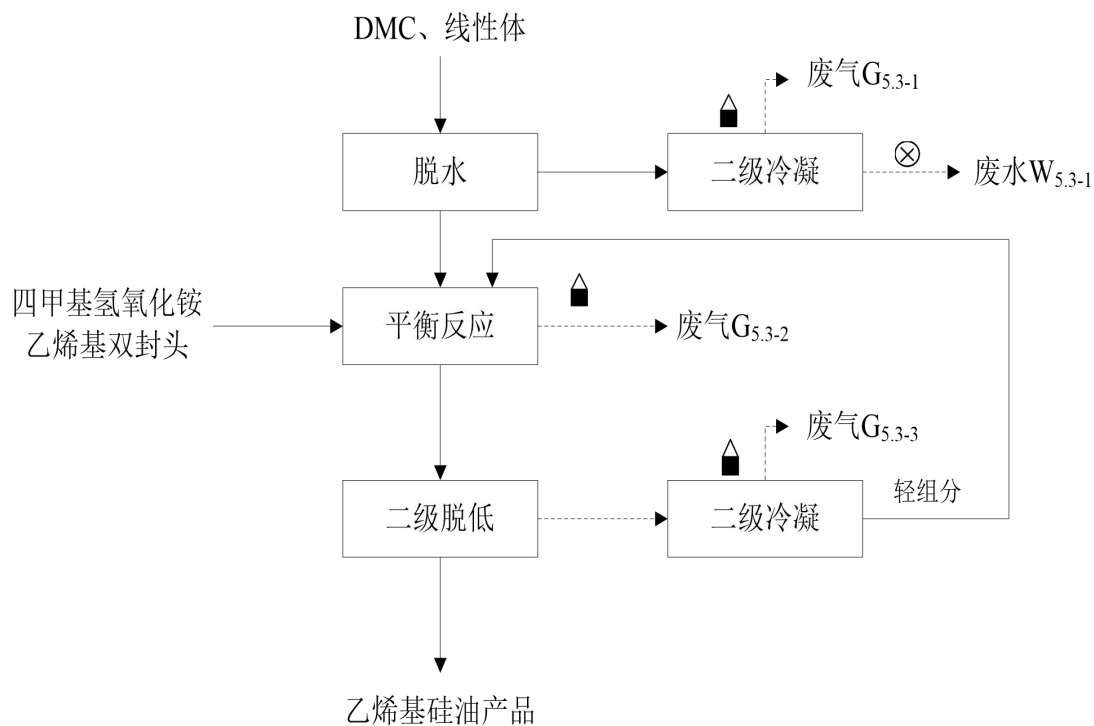 DMC、线性体
废气G5.3-1
脱水
二级冷凝
废水W5.3-1
四甲基氢氧化铵
乙烯基双封头
平衡反应
废气G5.3-2
废气G5.3-3
二级脱低
二级冷凝
轻组分
乙烯基硅油产品